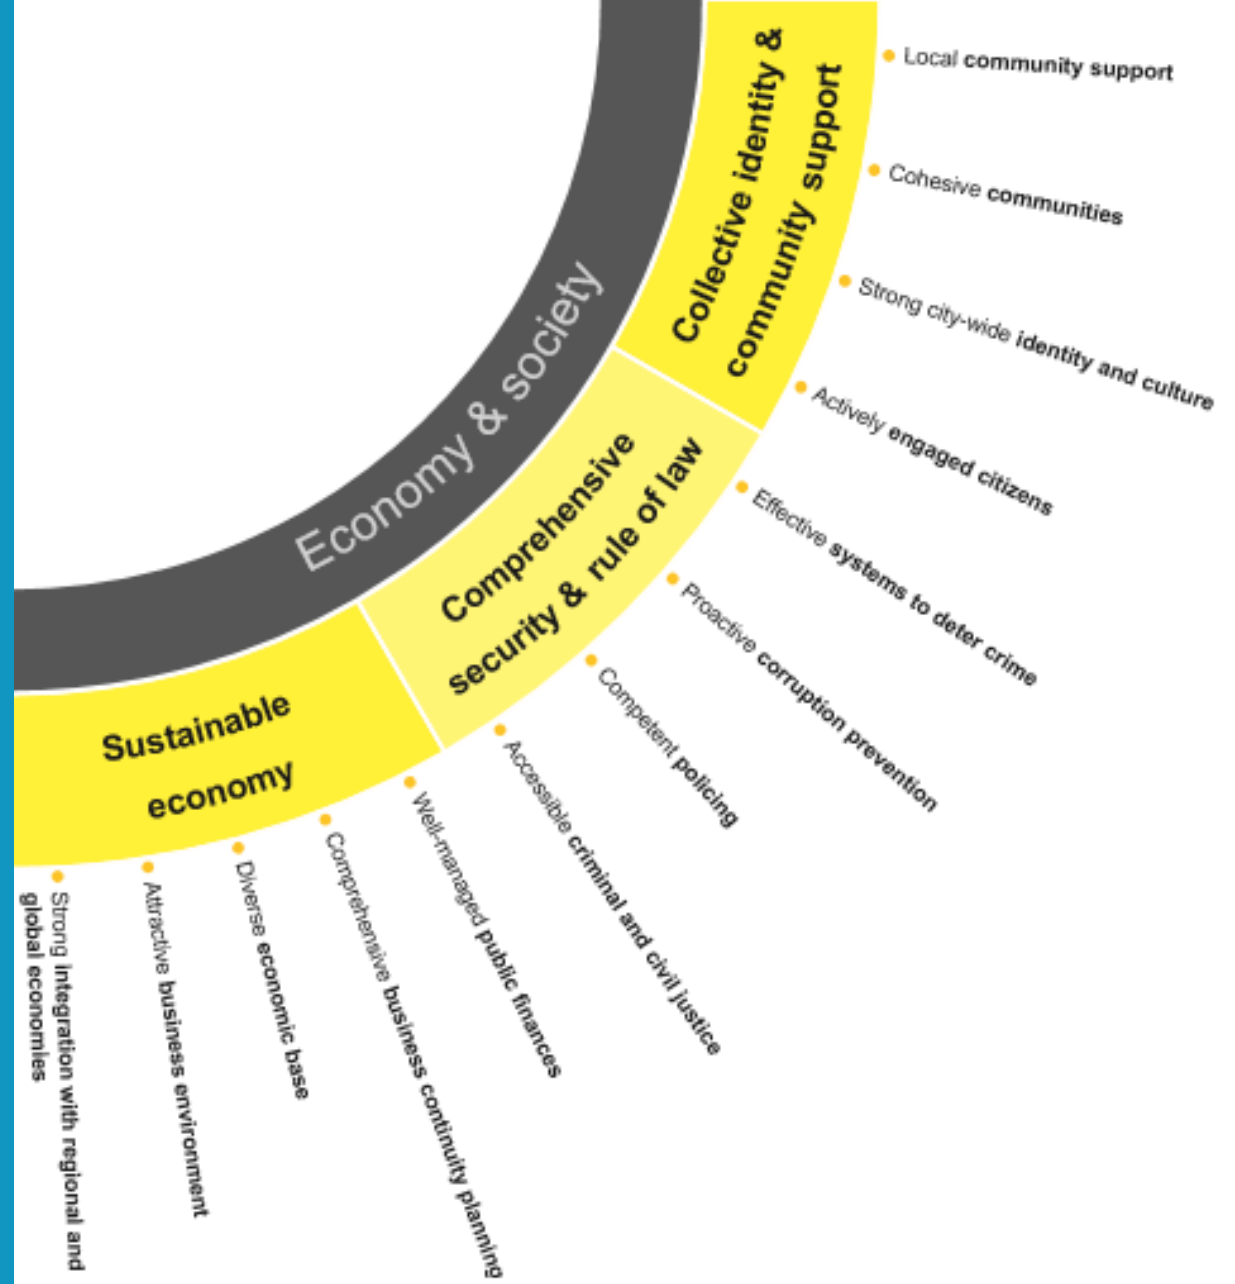 Economy & society
Collective identity &
community support
Local community support
Cohesive communities
Strong city-wide identity and culture
Actively engaged citizens
Comprehensive
security & rule of law
Effective systems to deter crime
Proactive corruption prevention
Competent policing
Accessible criminal and civil justice
Sustainable
economy
Well-managed public finances
Comprehensive business continuity planning
Diverse economic base
Attractive business environment
Strong integration with regional and
global economies